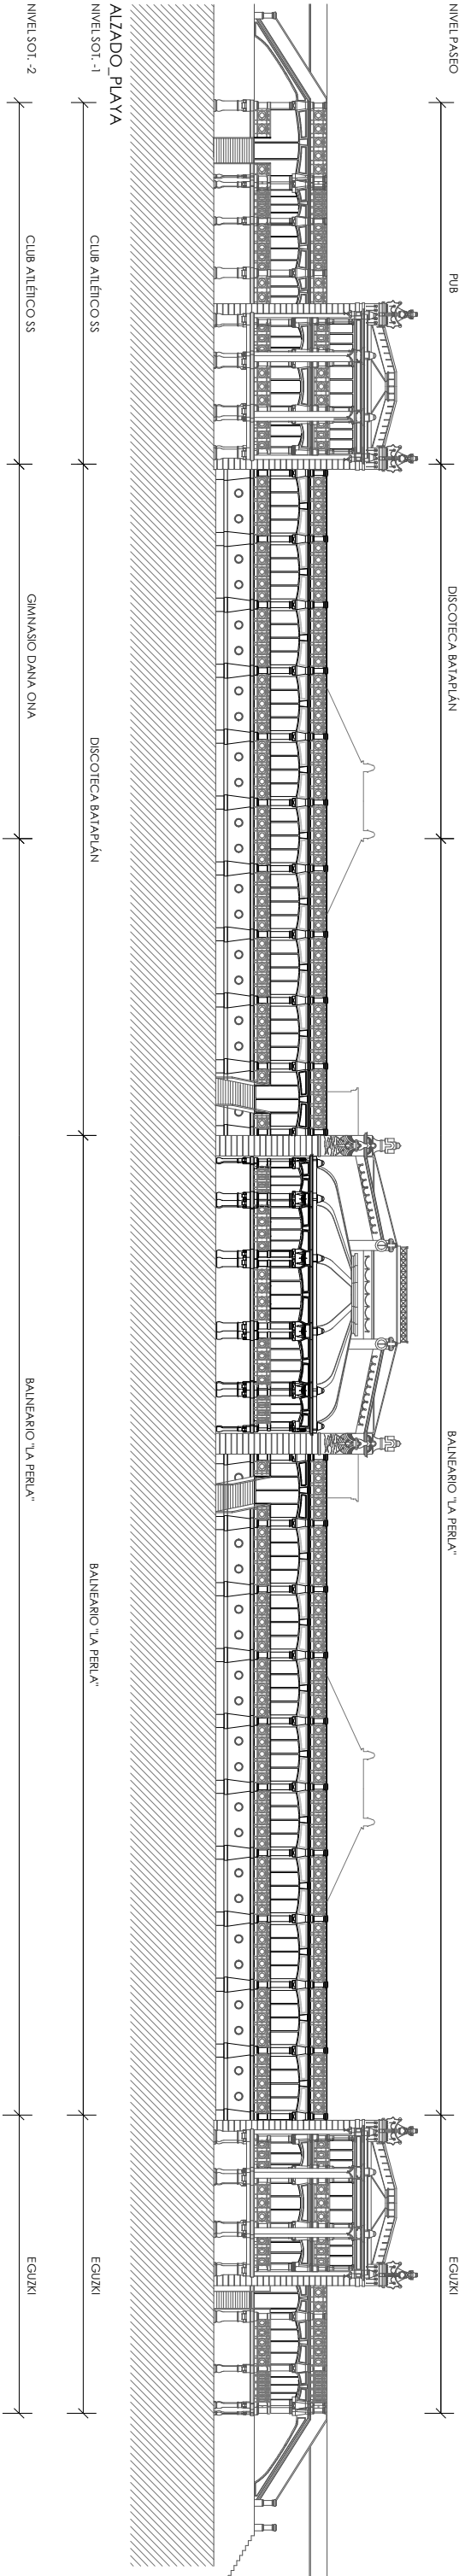 NIVEL PASEO
PUB
DISCOTECA BATAPLÁN
BALNEARIO "LA PERLA"
EGUZKI
ALZADO_PLAYA
NIVEL SOT. -1
CLUB ATLÉTICO SS
DISCOTECA BATAPLÁN
BALNEARIO "LA PERLA"
EGUZKI
NIVEL SOT. -2
CLUB ATLÉTICO SS
GIMNASIO DANA ONA
BALNEARIO "LA PERLA"
EGUZKI